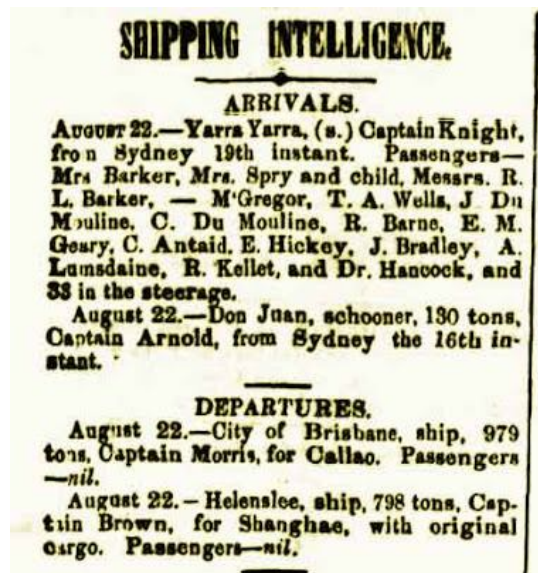 SHIPPING INTELLIGENCE.
ARRIVALS.
AUGUST 22.—YARRA YARRA, (s.) Captain Knight,
fron Sydney 19th instant. Passengers—
Mrs Barker, Mrs. Spry and child, Messrs. R.
L. Barker, — M'Gregor, T. A. Wells, J Du
Mouline, C. Du Mouline, R. Barne, E. M.
Geary, C. Antaid, E. Hickey, J. Bradley, A.
Lumsdaine, R. Kellet, and Dr. Hancock, and
33 in the steerage.
August 22.—Don Juan, schooner, 130 tons,
Captain Arnold, from Sydney the 16th in-
stant.
DEPARTURES.
August 22.—City of Brisbane, ship, 979
tons, Captain Morris, for Callao. Passengers
—nil.
August 22.—Helenslee, ship, 798 tons, Cap-
tain Brown, for Shanghae, with original
cargo. Passengers—nil.